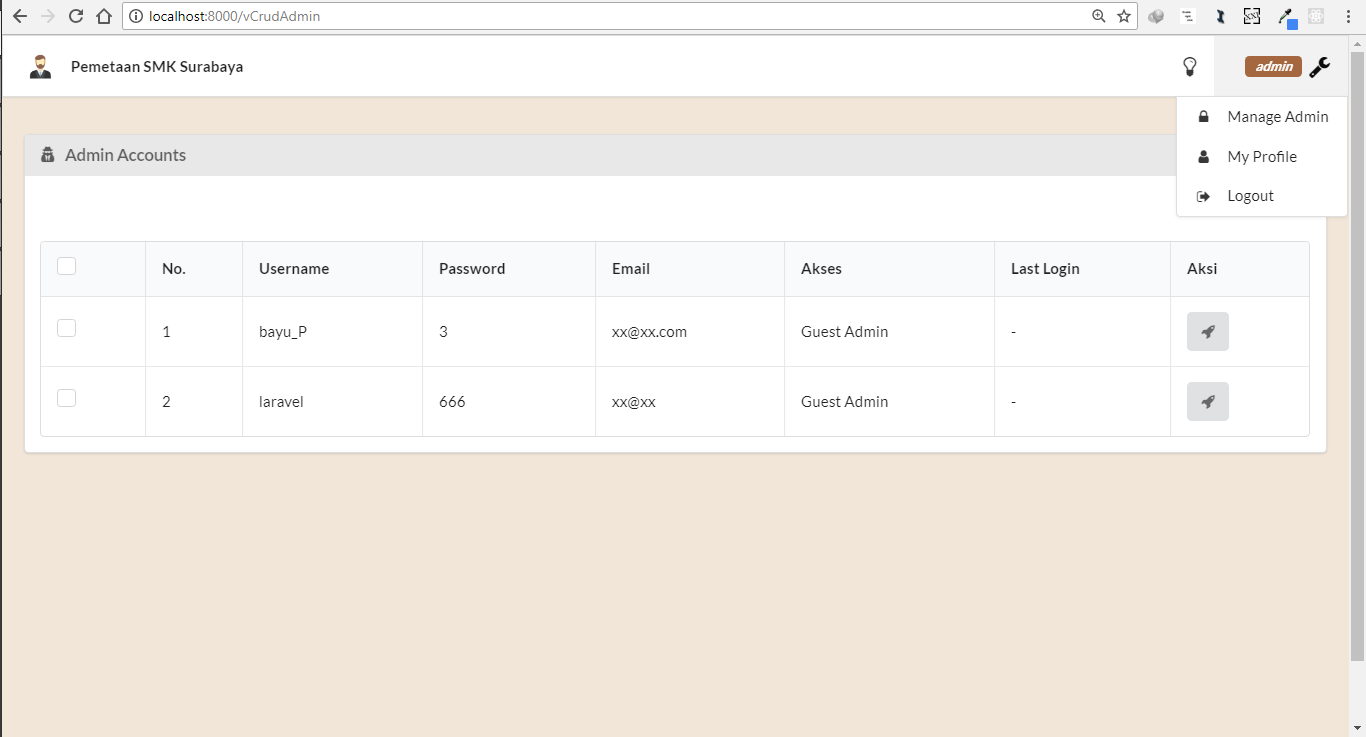 localhost:8000/vCrudAdmin
Pemetaan SMK Surabaya
admin
Manage Admin
My Profile
Logout
Admin Accounts
No. Username Password Email Akses Last Login Aksi
1 bayu_P 3 xx@xx.com Guest Admin -
2 laravel 666 xx@xx Guest Admin -